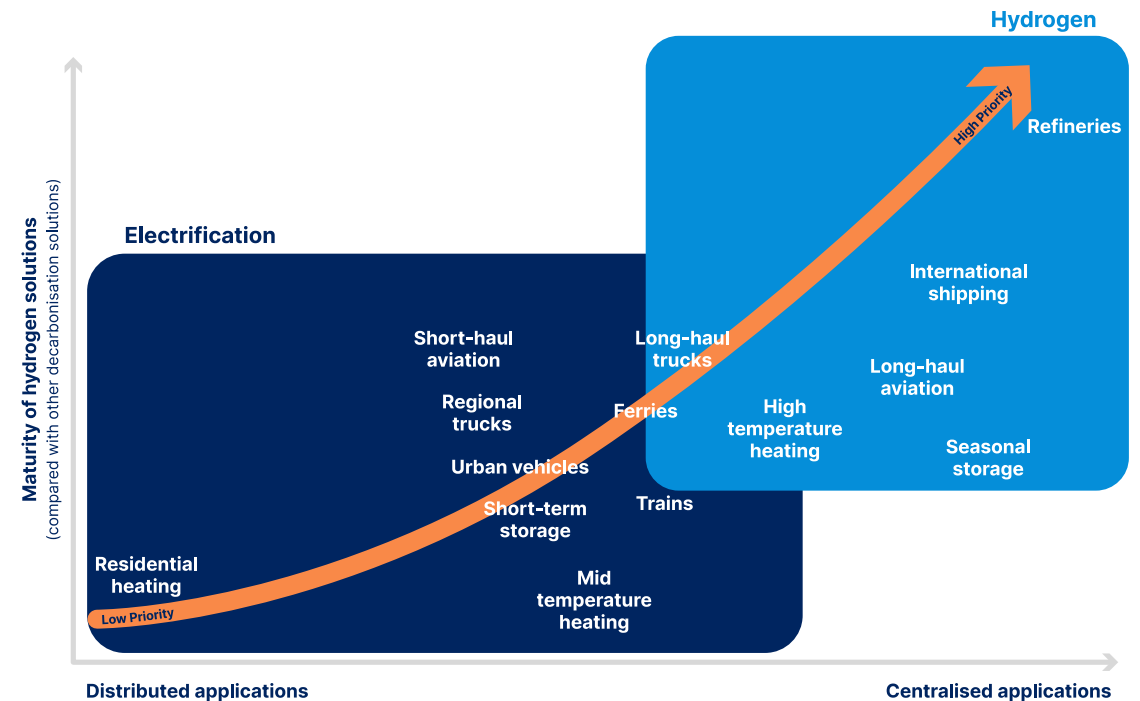 Hydrogen
High Priority
Refineries
Electrification
International
shipping
Short-haul
aviation
Long-haul
trucks
Long-haul
aviation
Regional
trucks
Ferries
High
temperature
heating
Urban vehicles
Seasonal
storage
Short-term
storage
Trains
Residential
heating
Mid
temperature
heating
Low Priority
Maturity of hydrogen solutions
(compared with other decarbonisation solutions)
Distributed applications
Centralised applications